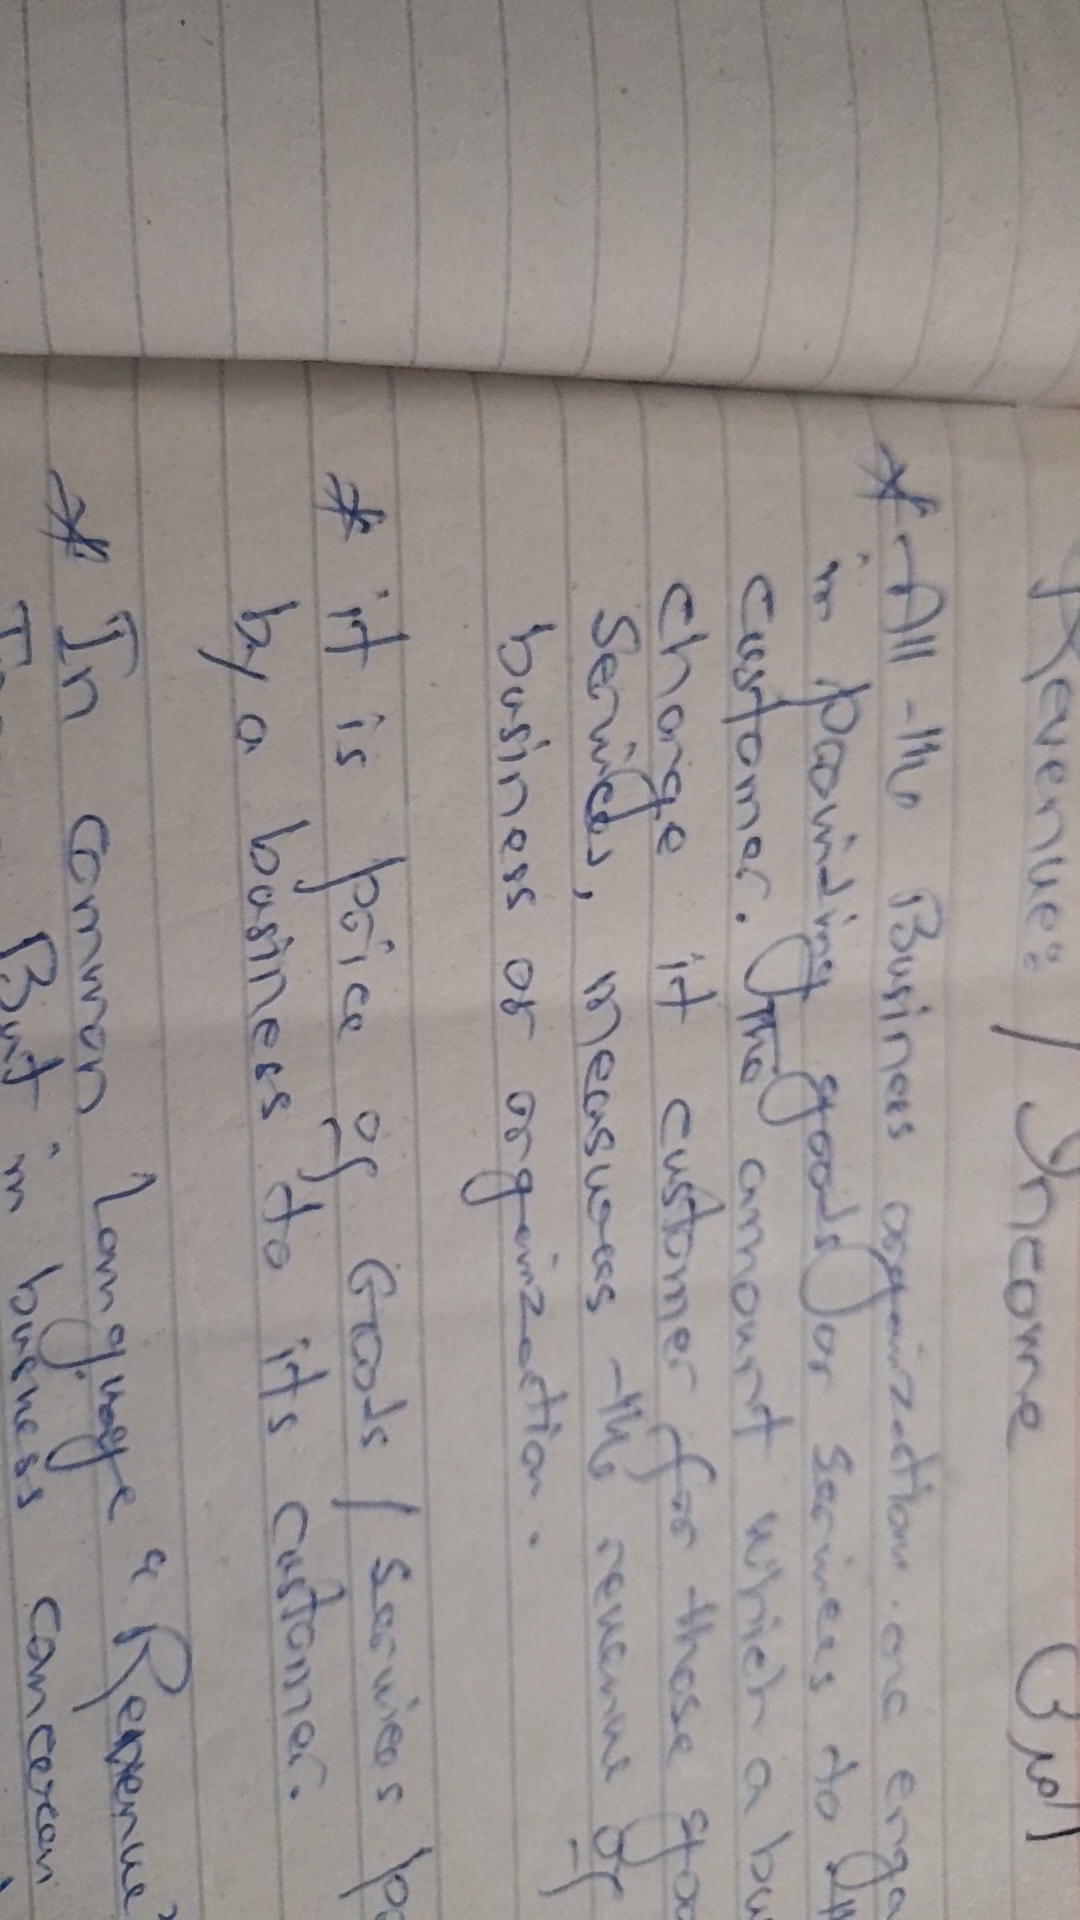 Revenue: / Income
* All the Business organization are enga
in providing goods or services to
customer. The amount which a bu
charge it customer for those goo
Services, measures the revenue of
business or organization.
* it is price of Goods / Services
by a business to its customer.
* In common language "Revenue"
But in business